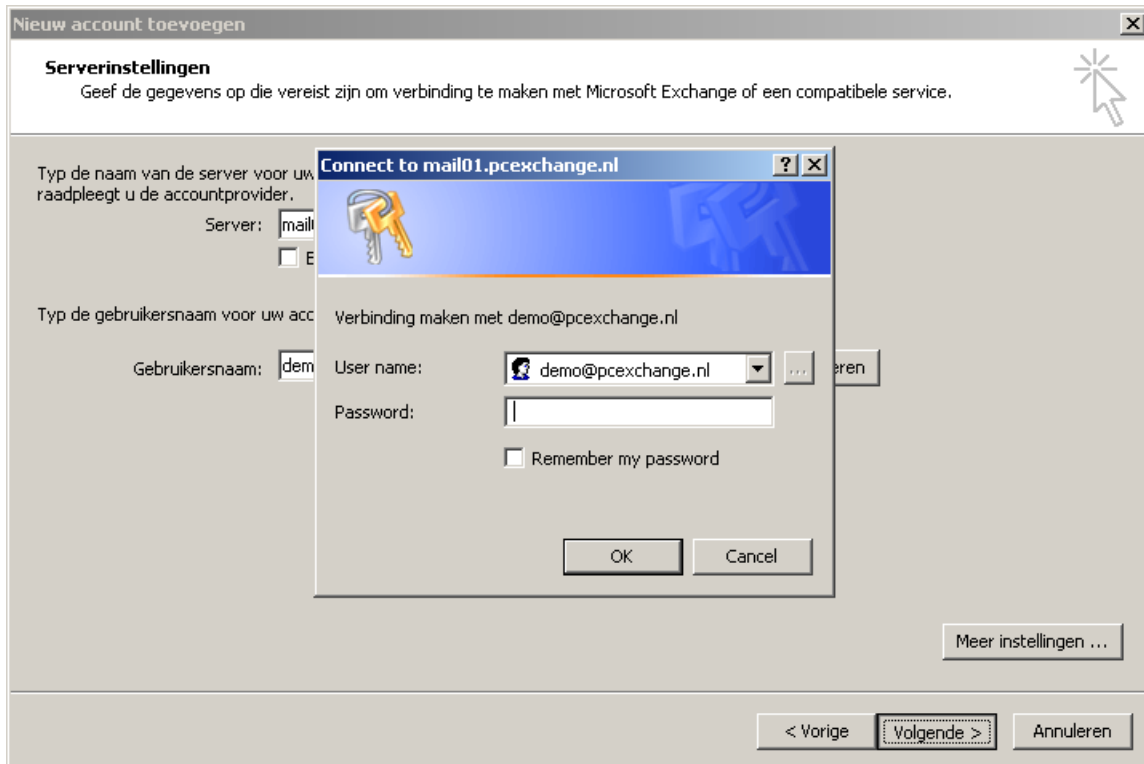 Nieuw account toevoegen
Serverinstellingen
Geef de gegevens op die vereist zijn om verbinding te maken met Microsoft Exchange of een compatibele service.
Typ de naam van de server voor uw
raadpleegt u de accountprovider.
Server: mail
Typ de gebruikersnaam voor uw acc
Gebruikersnaam: dem
eren
Connect to mail01.pcexchange.nl
Verbinding maken met demo@pcexchange.nl
User name: demo@pcexchange.nl ...
Password:
Remember my password
OK Cancel
Meer instellingen ...
< Vorige Volgende > Annuleren